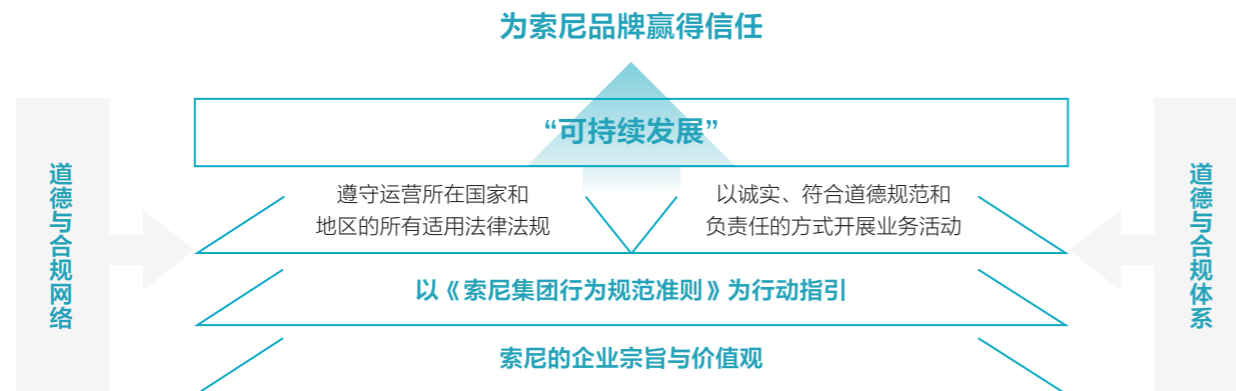 为索尼品牌赢得信任
“可持续发展”
道德与合规网络
遵守运营所在国家和
地区的所有适用法律法规
以诚实、符合道德规范和
负责任的方式开展业务活动
道德与合规体系
以《索尼集团行为规范准则》为行动指引
索尼的企业宗旨与价值观